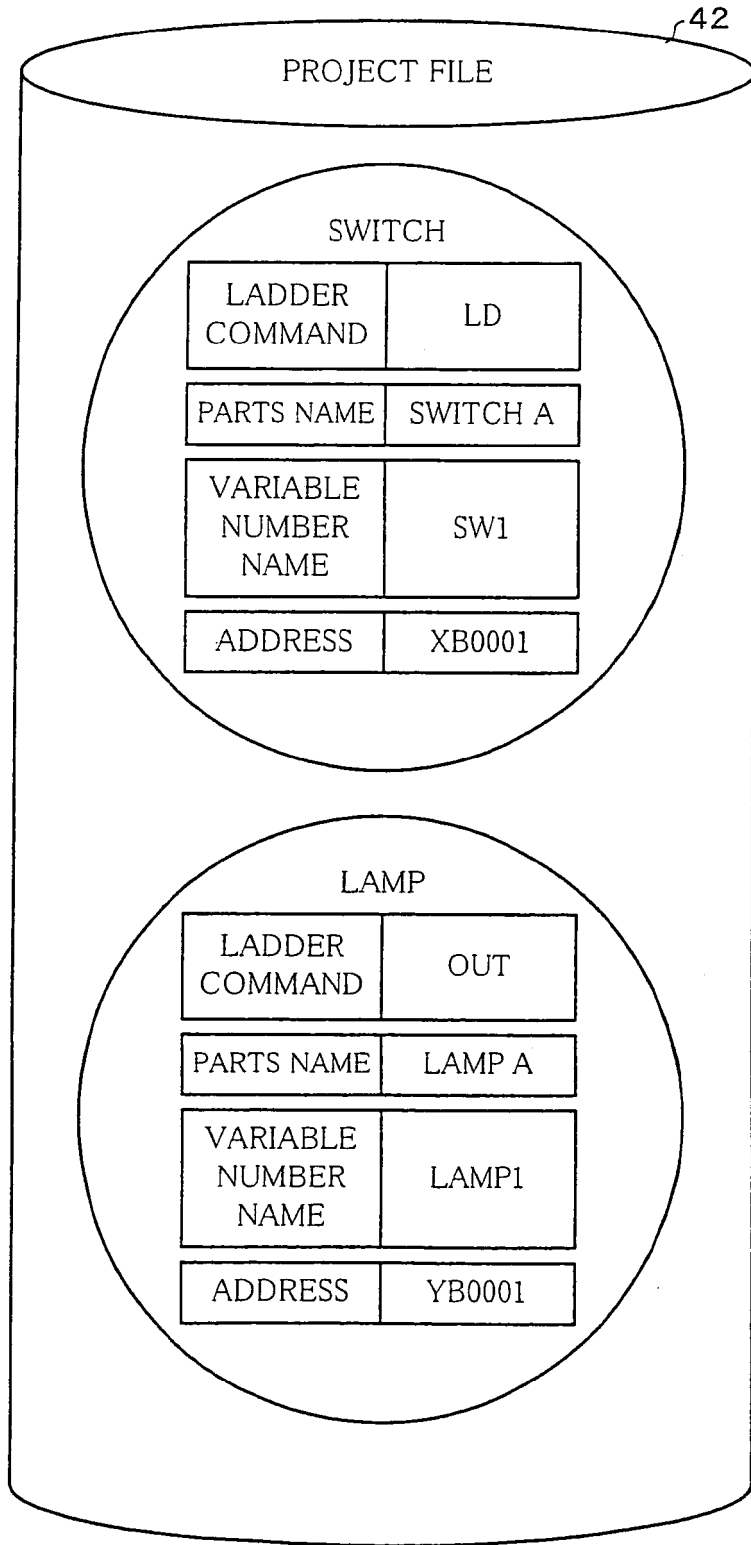 42
PROJECT FILE
SWITCH
LADDER
COMMAND
LD
PARTS NAME
SWITCH A
VARIABLE
NUMBER
NAME
SW1
ADDRESS
XB0001
LAMP
LADDER
COMMAND
OUT
PARTS NAME
LAMP A
VARIABLE
NUMBER
NAME
LAMP1
ADDRESS
YB0001